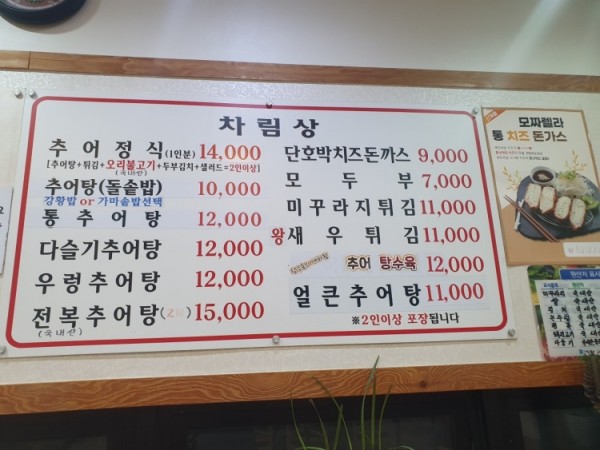 차림상
추어정식(1인분) 14,000
[추어탕+튀김+오리불고기+두부김치+샐러드=2인이상]
(국내산)
추어탕(돌솥밥) 10,000
강황밥 or 가마솥밥선택
통추어탕 12,000
다슬기추어탕 12,000
우렁추어탕 12,000
전복추어탕 15,000
(국내산)
단호박치즈돈까스 9,000
모두부 7,000
미꾸라지튀김 11,000
왕새우튀김 11,000
추어 탕수육 12,000
얼큰추어탕 11,000
※2인이상 포장됩니다
모짜렐라
통 치즈 돈가스
원산지 표시